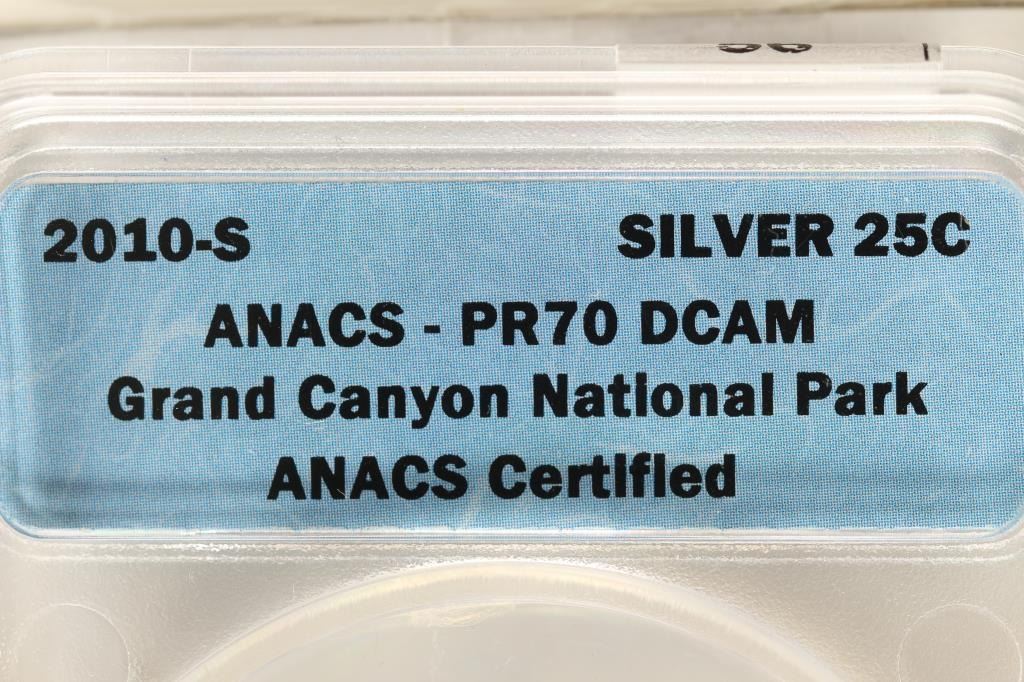 2010-S SILVER 25C
ANACS - PR70 DCAM
Grand Canyon National Park
ANACS Certified